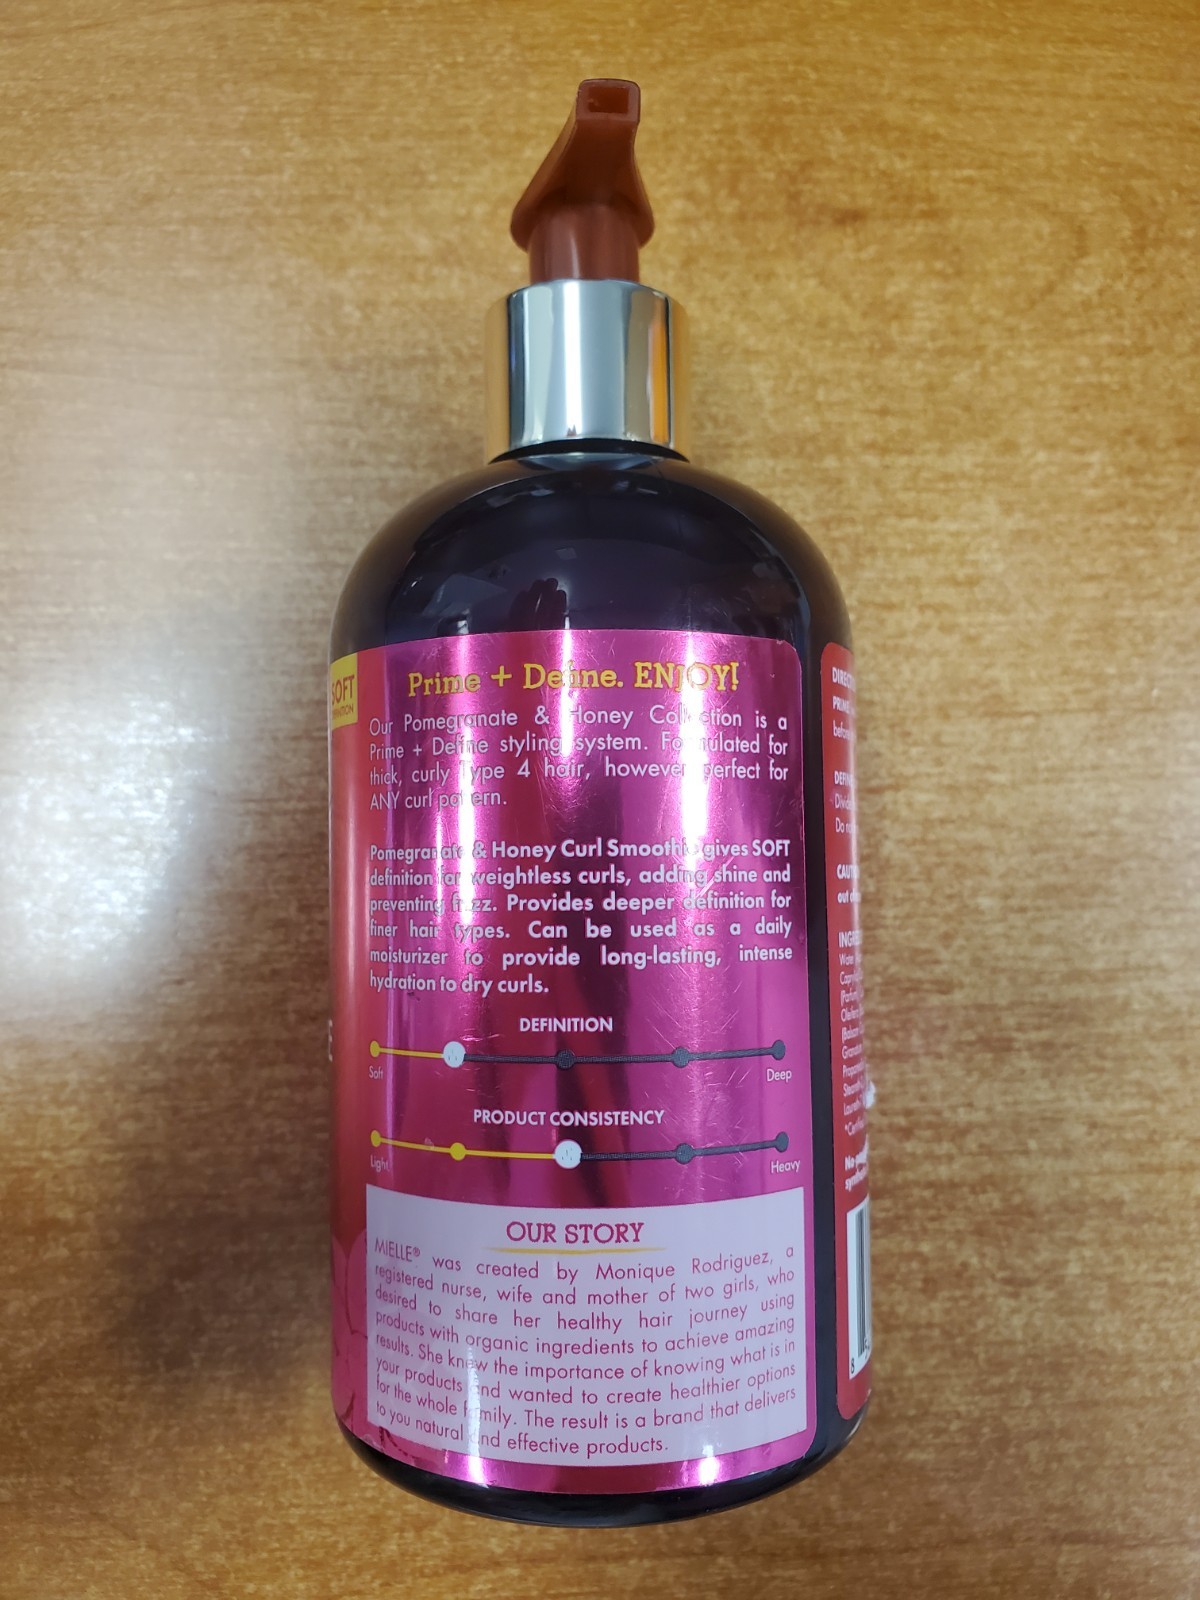 SOFT
Prime + Define. ENJOY!
Our Pomegranate & Honey Collection is a
Prime + Define styling system. Formulated for
thick, curly Type 4 hair, however perfect for
ANY curl pattern.
Pomegranate & Honey Curl Smoothie gives SOFT
definition for weightless curls, adding shine and
preventing frizz. Provides deeper definition for
finer hair types. Can be used as a daily
moisturizer to provide long-lasting, intense
hydration to dry curls.
DEFINITION
Soft Deep
PRODUCT CONSISTENCY
Light Heavy
OUR STORY
MIELLE® was created by Monique Rodriguez, a
registered nurse, wife and mother of two girls, who
desired to share her healthy hair journey using
products with organic ingredients to achieve amazing
results. She knew the importance of knowing what is in
your products and wanted to create healthier options
for the whole family. The result is a brand that delivers
to you natural and effective products.
E
PRIME
Do
out of
Water
8